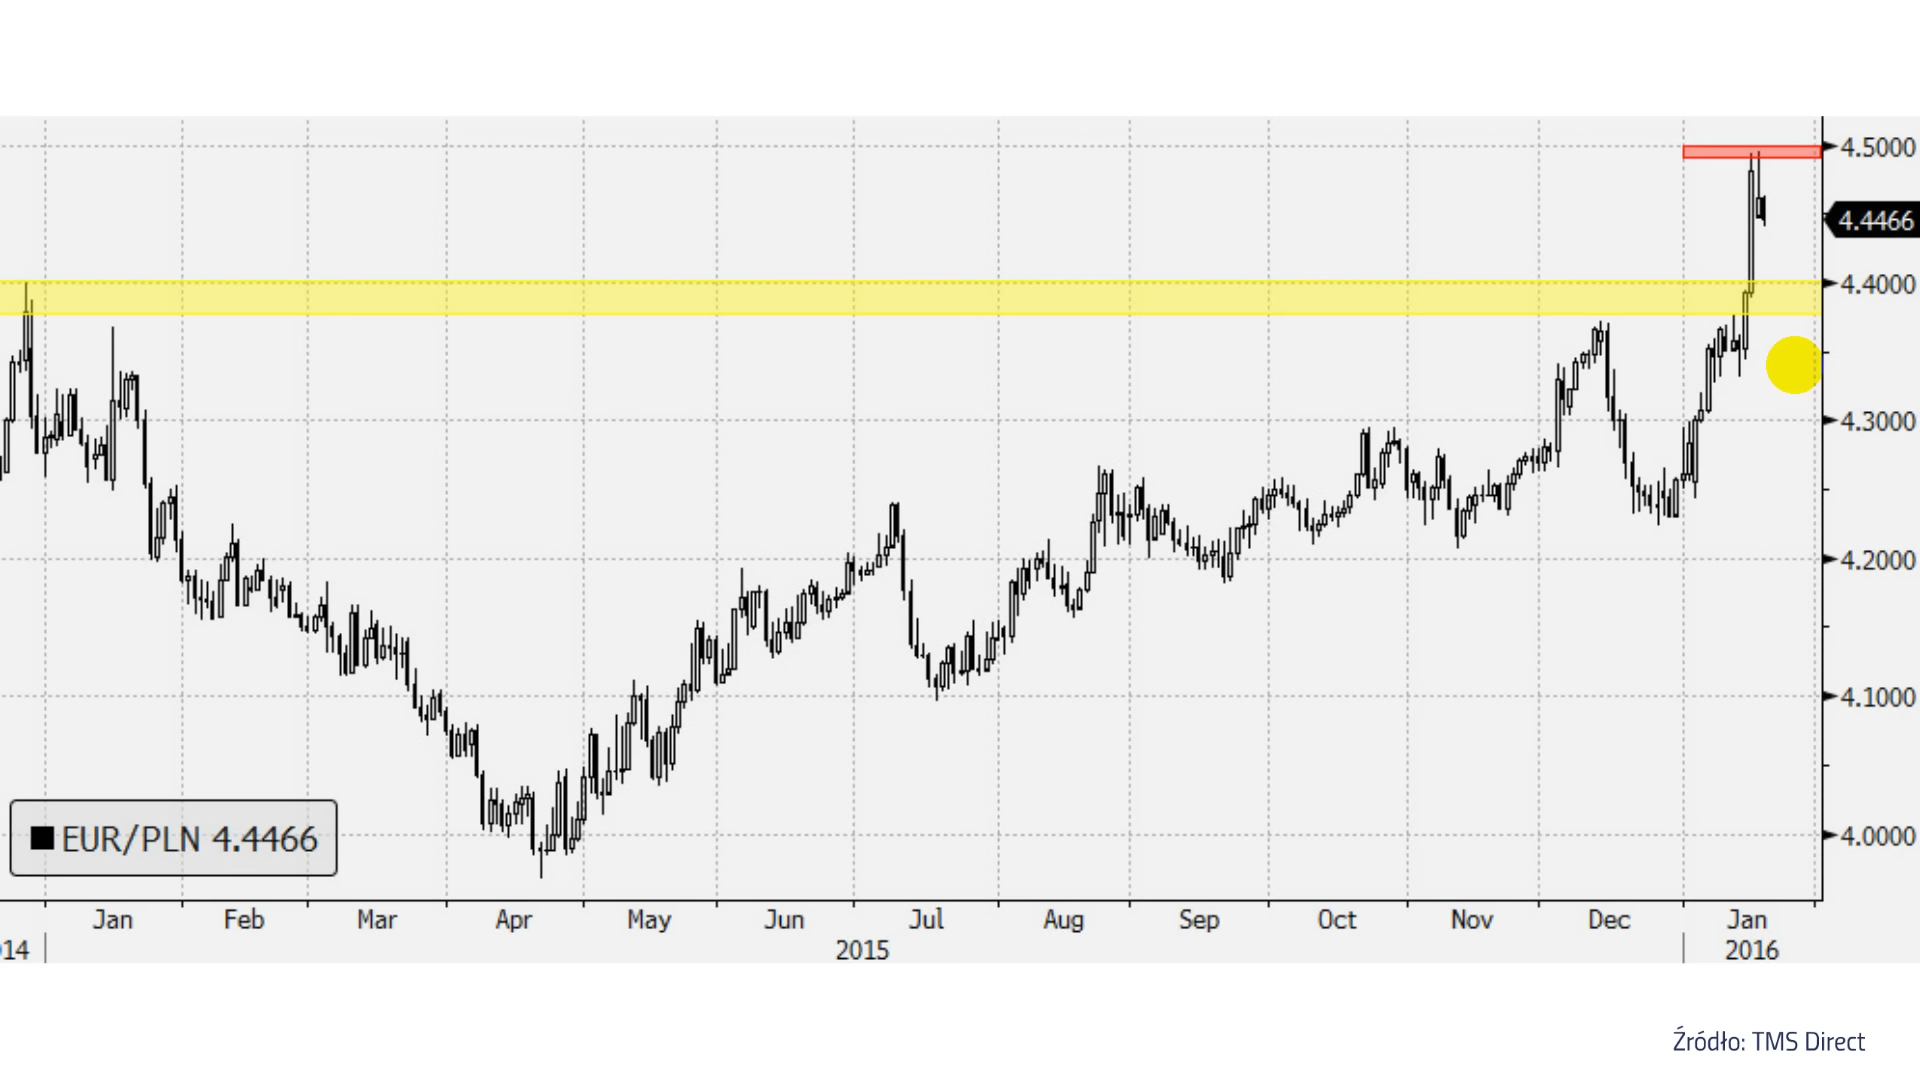 4.5000
4.4466
4.4000
4.3000
4.2000
4.1000
4.0000
EUR/PLN 4.4466
Jan Feb Mar Apr May Jun Jul Aug Sep Oct Nov Dec Jan
14 2015 2016
Źródło: TMS Direct